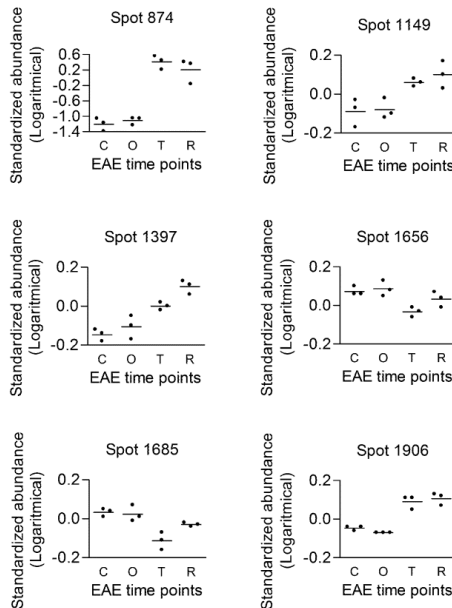 Spot 874
Standardized abundance
(Logaritmical)
0.6
0.2
-0.2
-0.6
-1.0
-1.4
C O T R
EAE time points
Spot 1149
Standardized abundance
(Logaritmical)
0.2
0.0
-0.2
C O T R
EAE time points
Spot 1397
Standardized abundance
(Logaritmical)
0.2
0.0
-0.2
C O T R
EAE time points
Spot 1656
Standardized abundance
(Logaritmical)
0.2
0.0
-0.2
C O T R
EAE time points
Spot 1685
Standardized abundance
(Logaritmical)
0.2
0.0
-0.2
C O T R
EAE time points
Spot 1906
Standardized abundance
(Logaritmical)
0.2
0.0
-0.2
C O T R
EAE time points